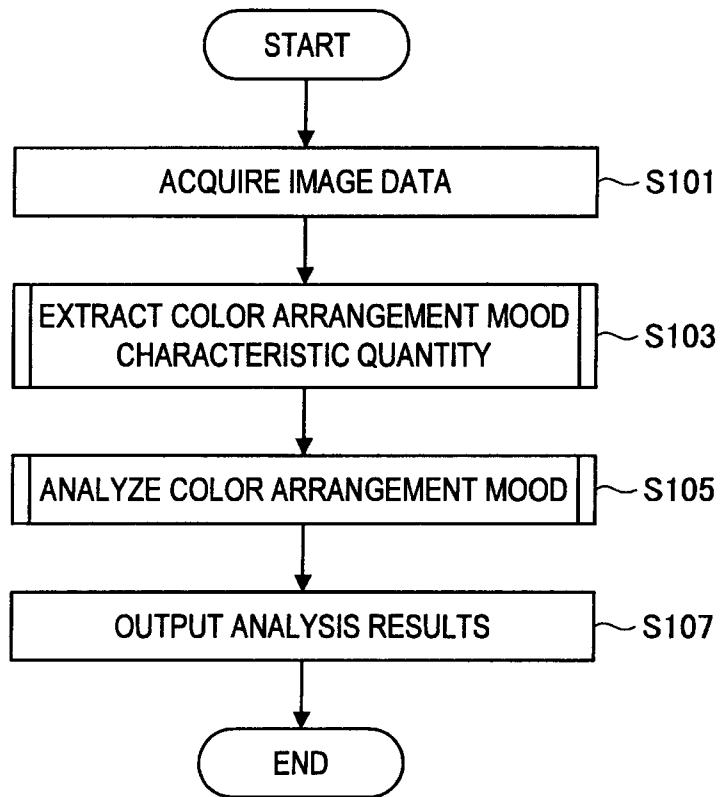 START
ACQUIRE IMAGE DATA
S101
EXTRACT COLOR ARRANGEMENT MOOD
CHARACTERISTIC QUANTITY
S103
ANALYZE COLOR ARRANGEMENT MOOD
S105
OUTPUT ANALYSIS RESULTS
S107
END